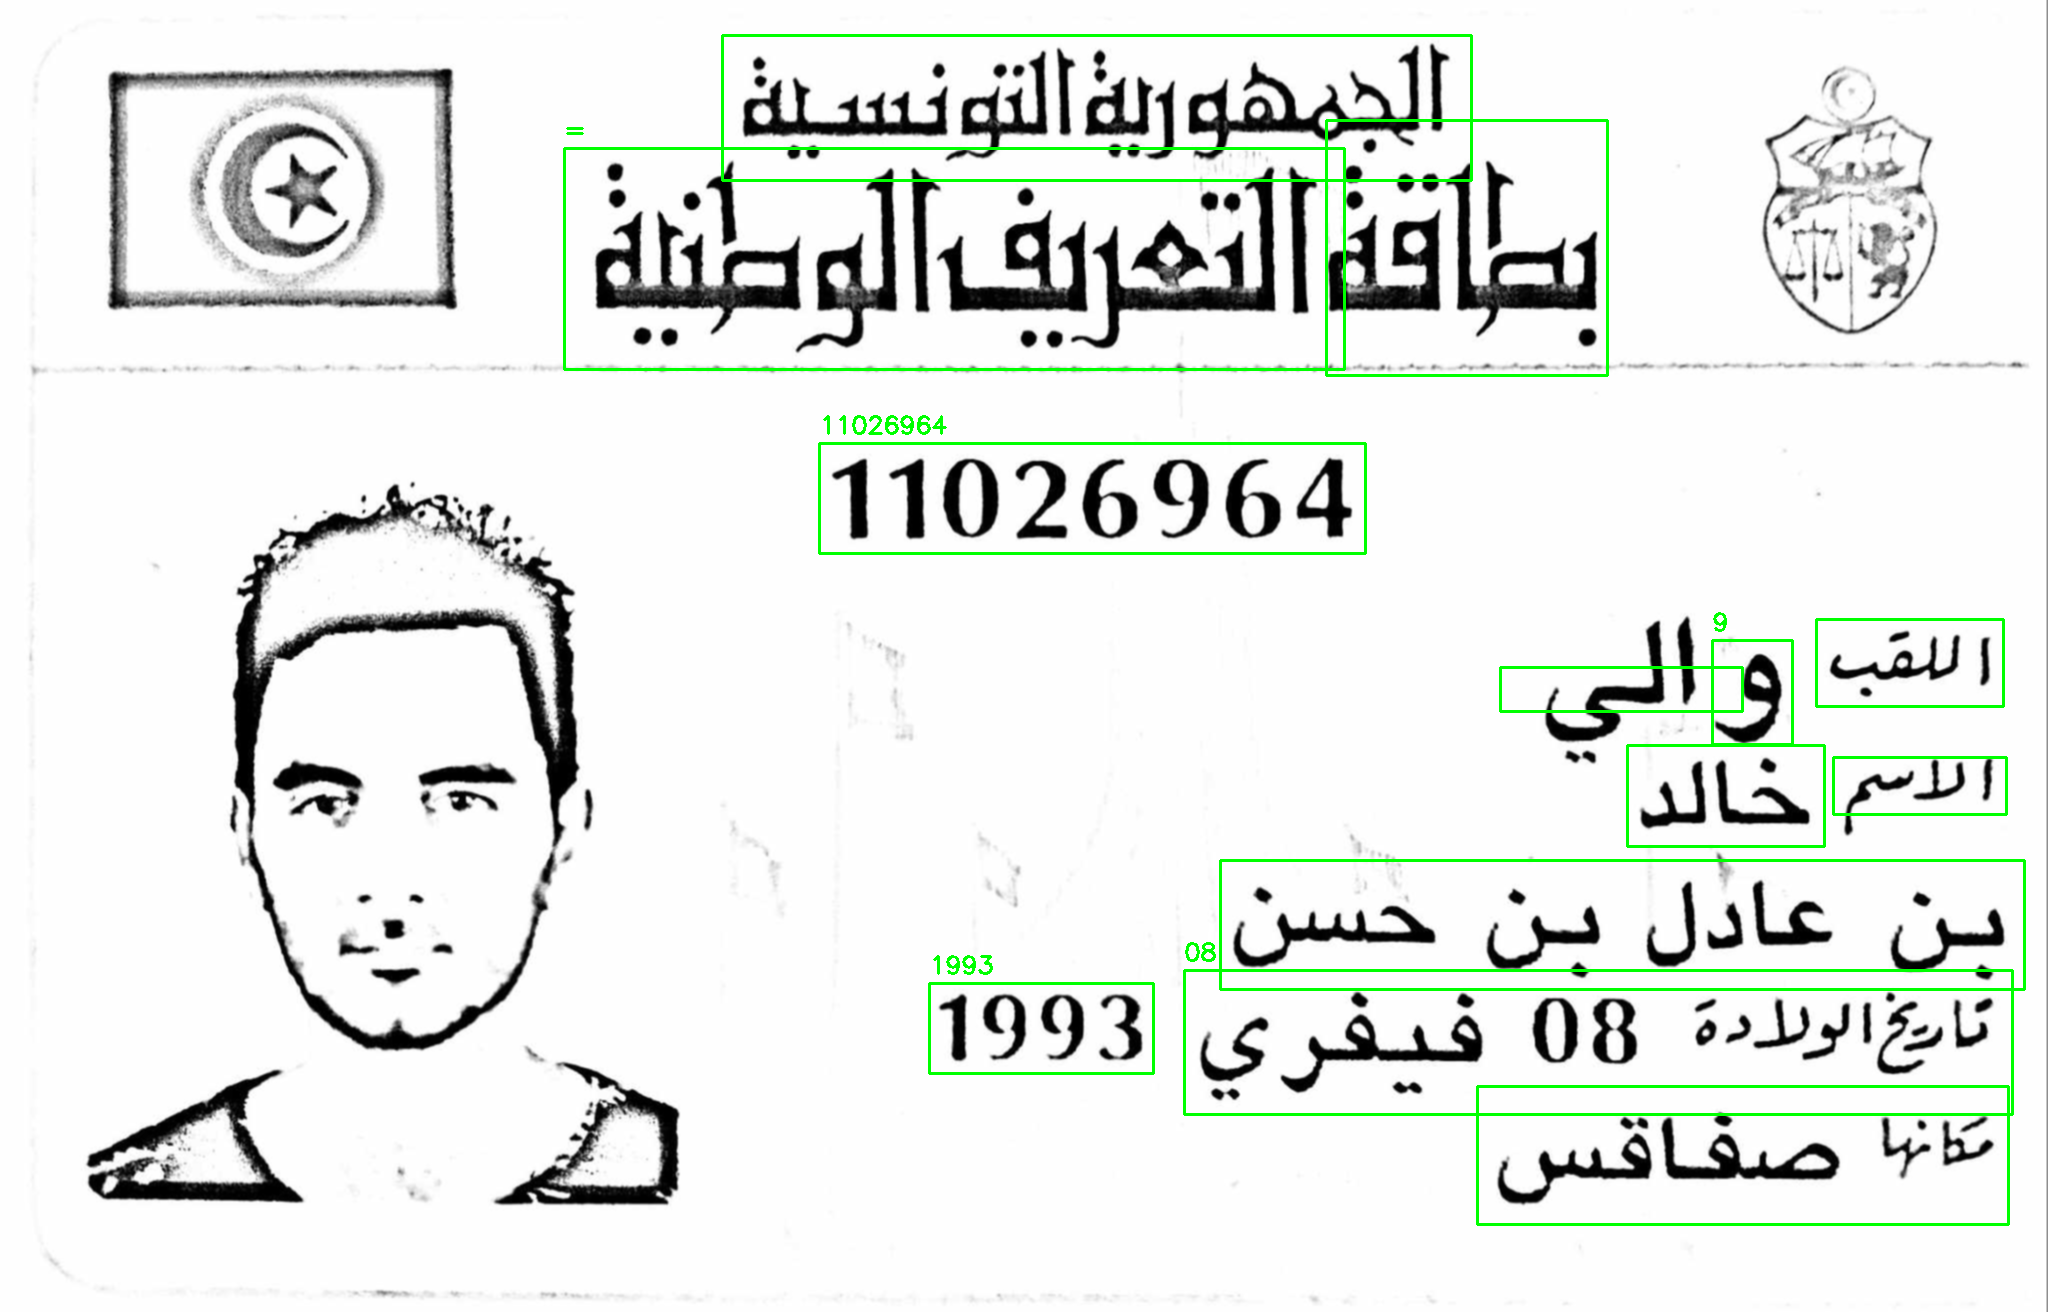 الجمهورية التونسية
=
بطاقة التعريف الوطنية
11026964
11026964
9
اللقب والي
الاسم خالد
بن عادل بن حسن
08
1993
تاريخ الولادة 08 فيفري 1993
مكانها صفاقس